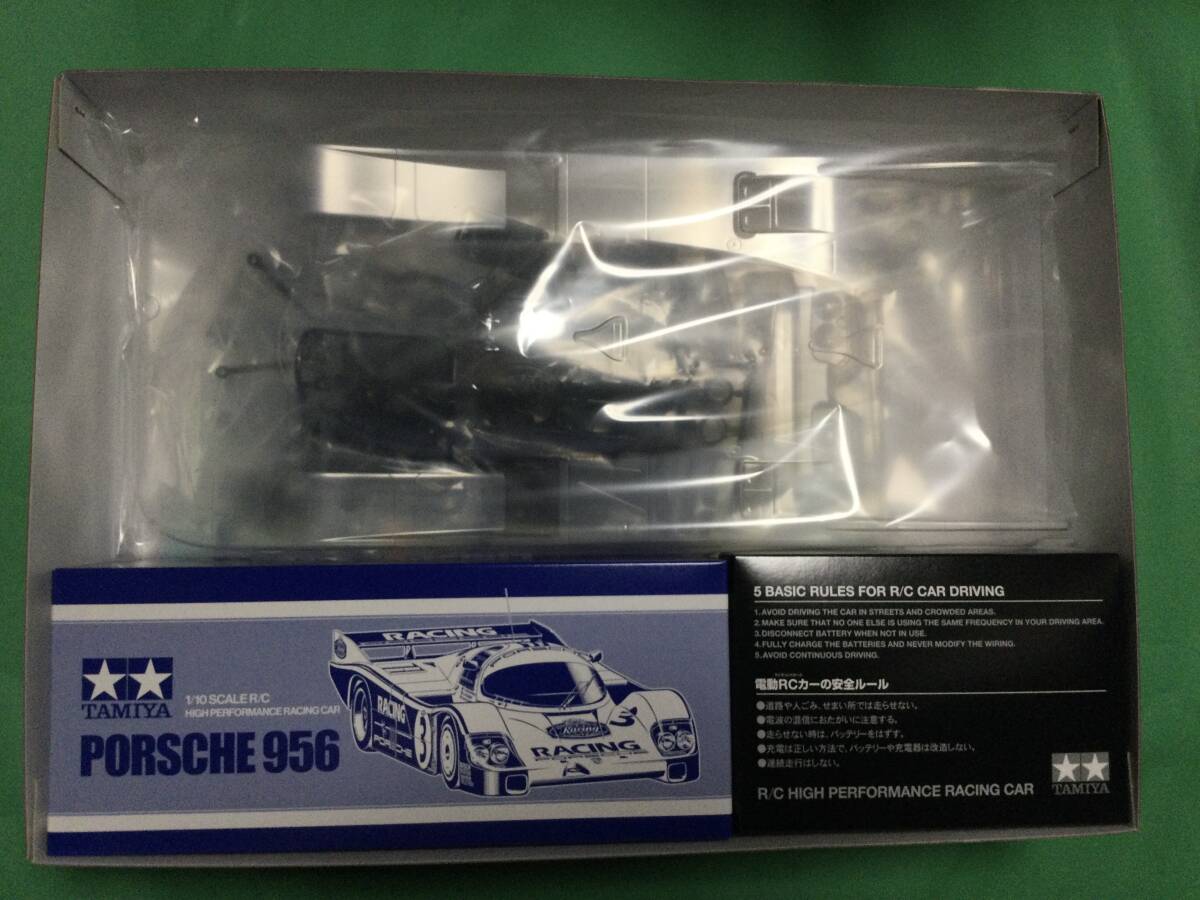 RACING
RACING
3
3
Racing
RACING
TAMIYA
1/10 SCALE R/C
HIGH PERFORMANCE RACING CAR
PORSCHE 956
5 BASIC RULES FOR R/C CAR DRIVING
1. AVOID DRIVING THE CAR IN STREETS AND CROWDED AREAS.
2. MAKE SURE THAT NO ONE ELSE IS USING THE SAME FREQUENCY IN YOUR DRIVING AREA.
3. DISCONNECT BATTERY WHEN NOT IN USE.
4. FULLY CHARGE THE BATTERIES AND NEVER MODIFY THE WIRING.
5. AVOID CONTINUOUS DRIVING.
電動RCカーの安全ルール
●道路や人ごみ、せまい所では走らせない。
●電波の混信におたがいに注意する。
●走らせない時は、バッテリーをはずす。
●充電は正しい方法で、バッテリーや充電器は改造しない。
●連続走行はしない。
R/C HIGH PERFORMANCE RACING CAR
TAMIYA